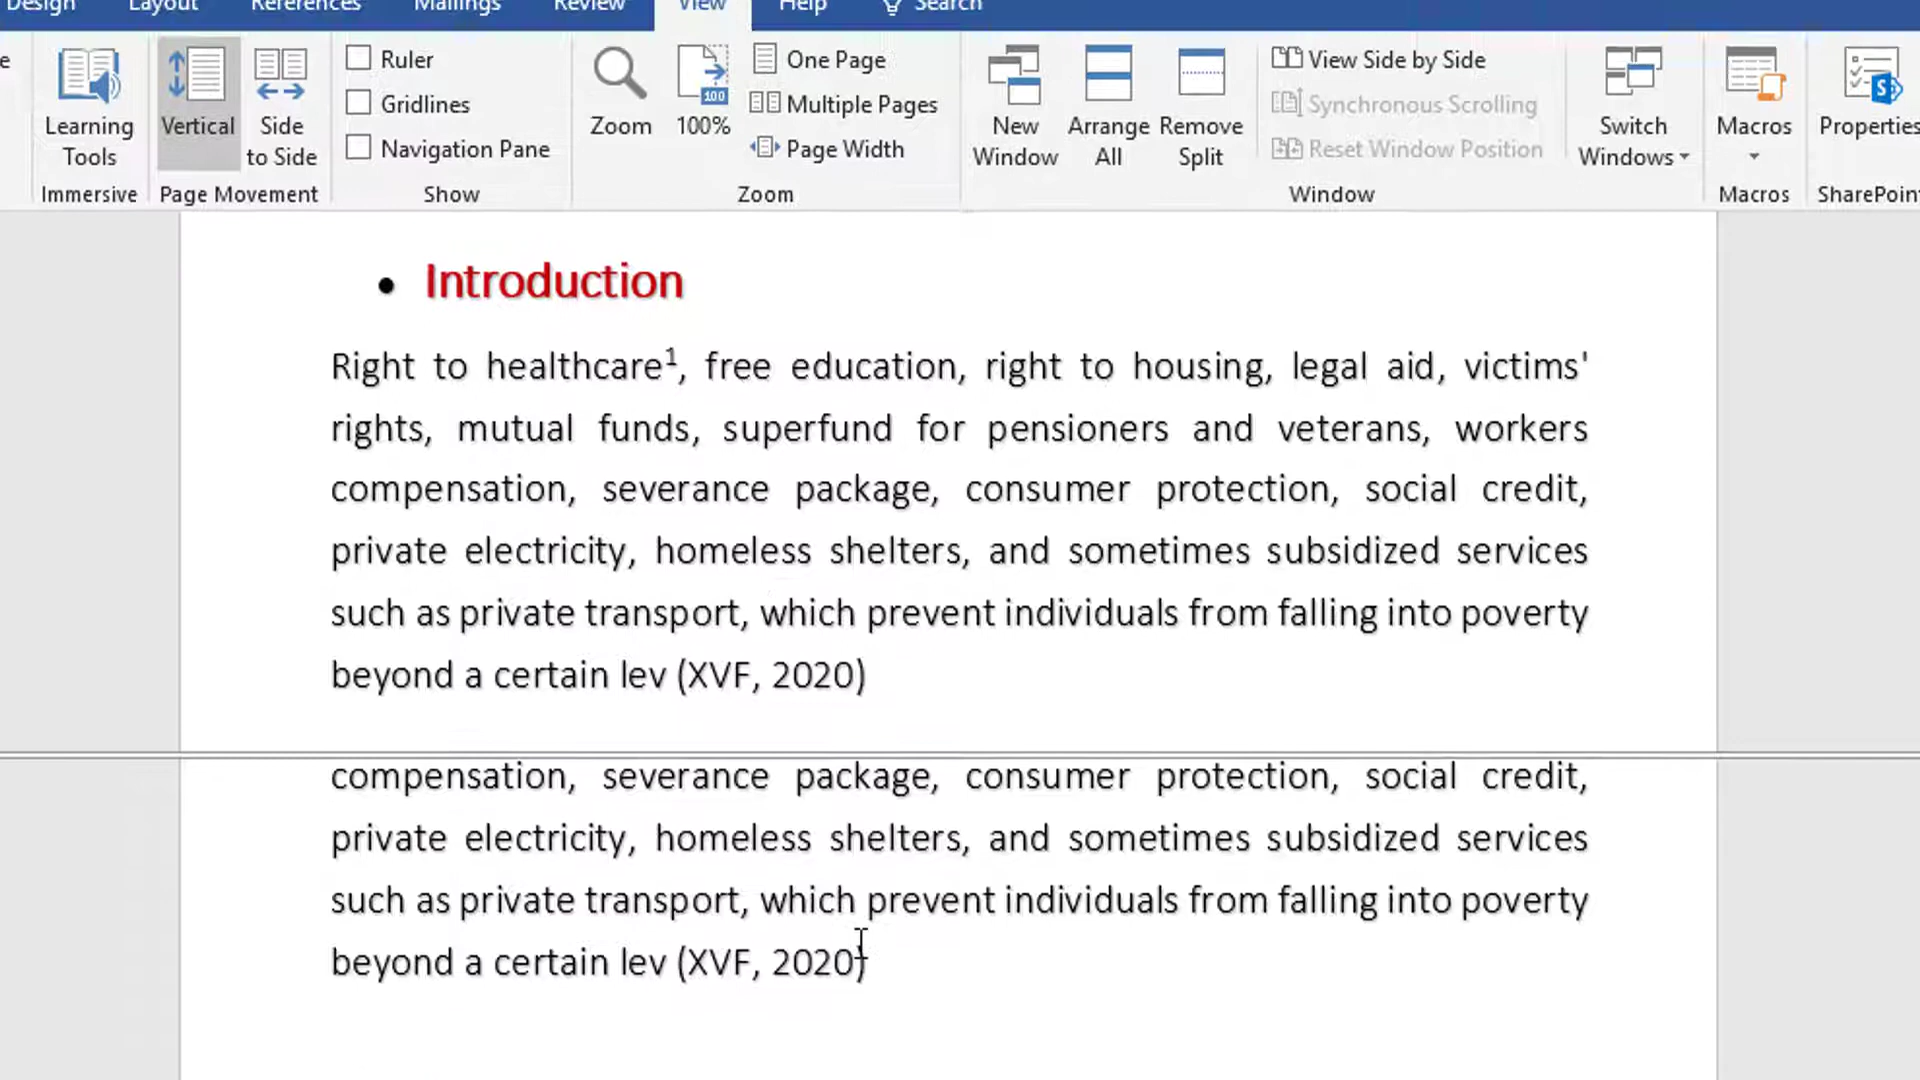 Design Layout References Mailings Review View Help Search
Learning Tools
Immersive
Vertical
Side to Side
Page Movement
Ruler
Gridlines
Navigation Pane
Show
Zoom
100
100%
One Page
Multiple Pages
Page Width
Zoom
New Window
Arrange All
Remove Split
View Side by Side
Synchronous Scrolling
Reset Window Position
Switch Windows
Window
Macros
Macros
S
Properties
SharePoint
• Introduction
Right to healthcare¹, free education, right to housing, legal aid, victims'
rights, mutual funds, superfund for pensioners and veterans, workers
compensation, severance package, consumer protection, social credit,
private electricity, homeless shelters, and sometimes subsidized services
such as private transport, which prevent individuals from falling into poverty
beyond a certain lev (XVF, 2020)
compensation, severance package, consumer protection, social credit,
private electricity, homeless shelters, and sometimes subsidized services
such as private transport, which prevent individuals from falling into poverty
beyond a certain lev (XVF, 2020)